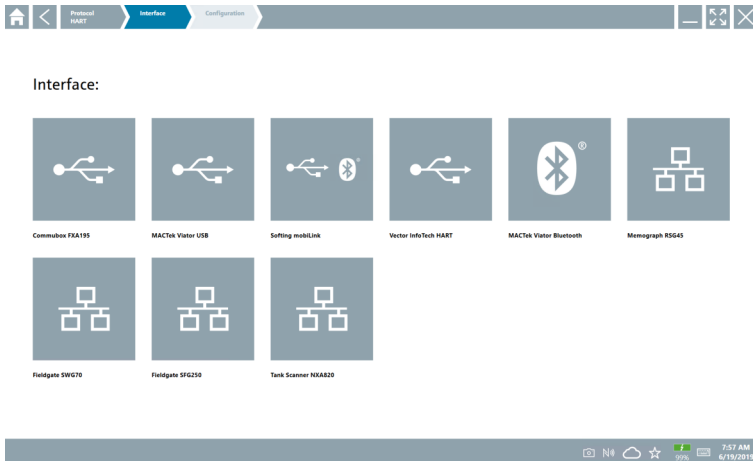 Protocol
HART
Interface
Configuration
Interface:
Commubox FXA195
MACTek Viator USB
Softing mobiLink
Vector InfoTech HART
MACTek Viator Bluetooth
Memograph RSG45
Fieldgate SWG70
Fieldgate SFG250
Tank Scanner NXA820
99%
7:57 AM
6/19/2019